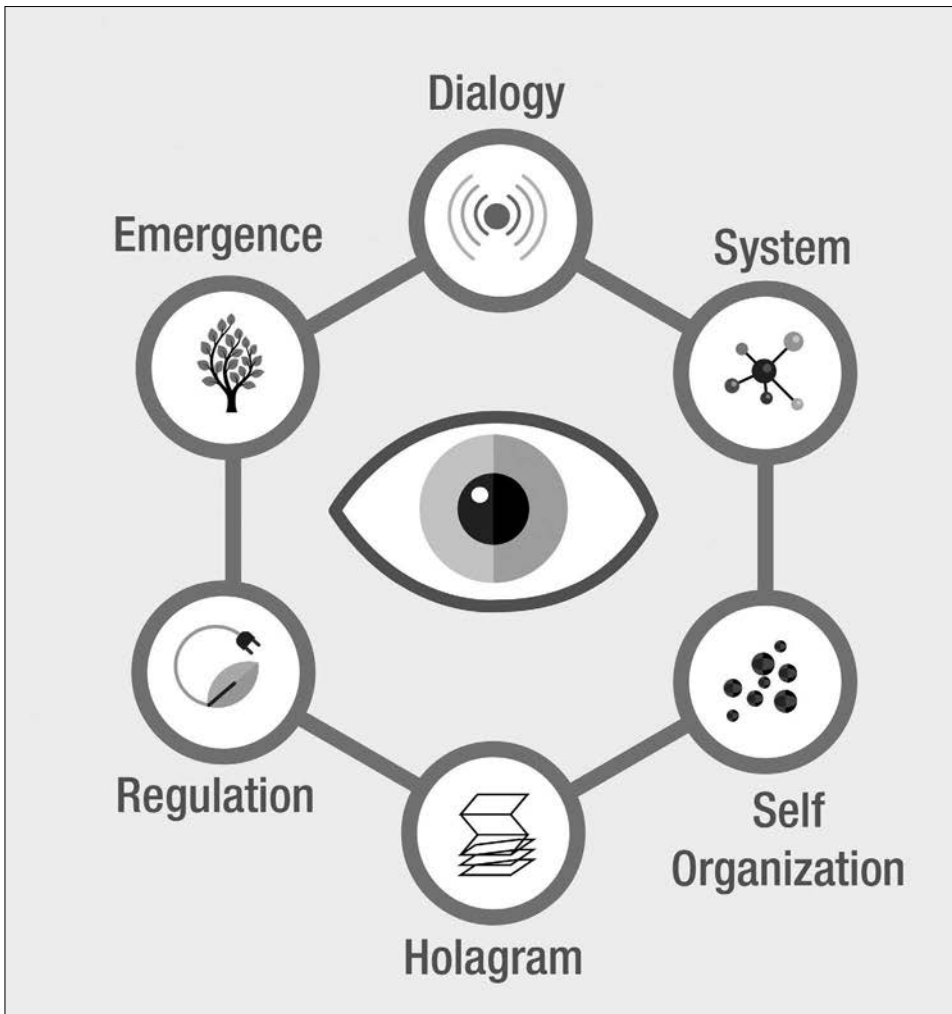 Dialogy
Emergence
System
Regulation
Self
Organization
Holagram